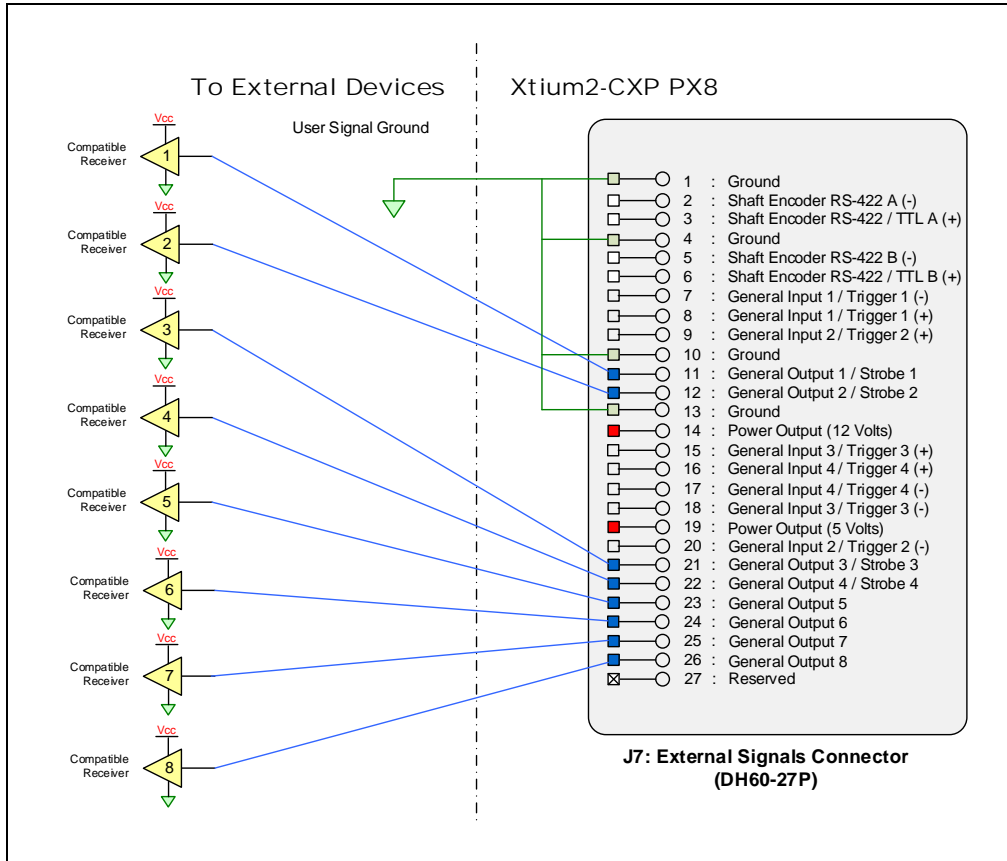 To External Devices
Xtium2-CXP PX8
User Signal Ground
Vcc
Compatible
Receiver
1
Vcc
Compatible
Receiver
2
Vcc
Compatible
Receiver
3
Vcc
Compatible
Receiver
4
Vcc
Compatible
Receiver
5
Vcc
Compatible
Receiver
6
Vcc
Compatible
Receiver
7
Vcc
Compatible
Receiver
8
1 : Ground
2 : Shaft Encoder RS-422 A (-)
3 : Shaft Encoder RS-422 / TTL A (+)
4 : Ground
5 : Shaft Encoder RS-422 B (-)
6 : Shaft Encoder RS-422 / TTL B (+)
7 : General Input 1 / Trigger 1 (-)
8 : General Input 1 / Trigger 1 (+)
9 : General Input 2 / Trigger 2 (+)
10 : Ground
11 : General Output 1 / Strobe 1
12 : General Output 2 / Strobe 2
13 : Ground
14 : Power Output (12 Volts)
15 : General Input 3 / Trigger 3 (+)
16 : General Input 4 / Trigger 4 (+)
17 : General Input 4 / Trigger 4 (-)
18 : General Input 3 / Trigger 3 (-)
19 : Power Output (5 Volts)
20 : General Input 2 / Trigger 2 (-)
21 : General Output 3 / Strobe 3
22 : General Output 4 / Strobe 4
23 : General Output 5
24 : General Output 6
25 : General Output 7
26 : General Output 8
27 : Reserved
J7: External Signals Connector
(DH60-27P)